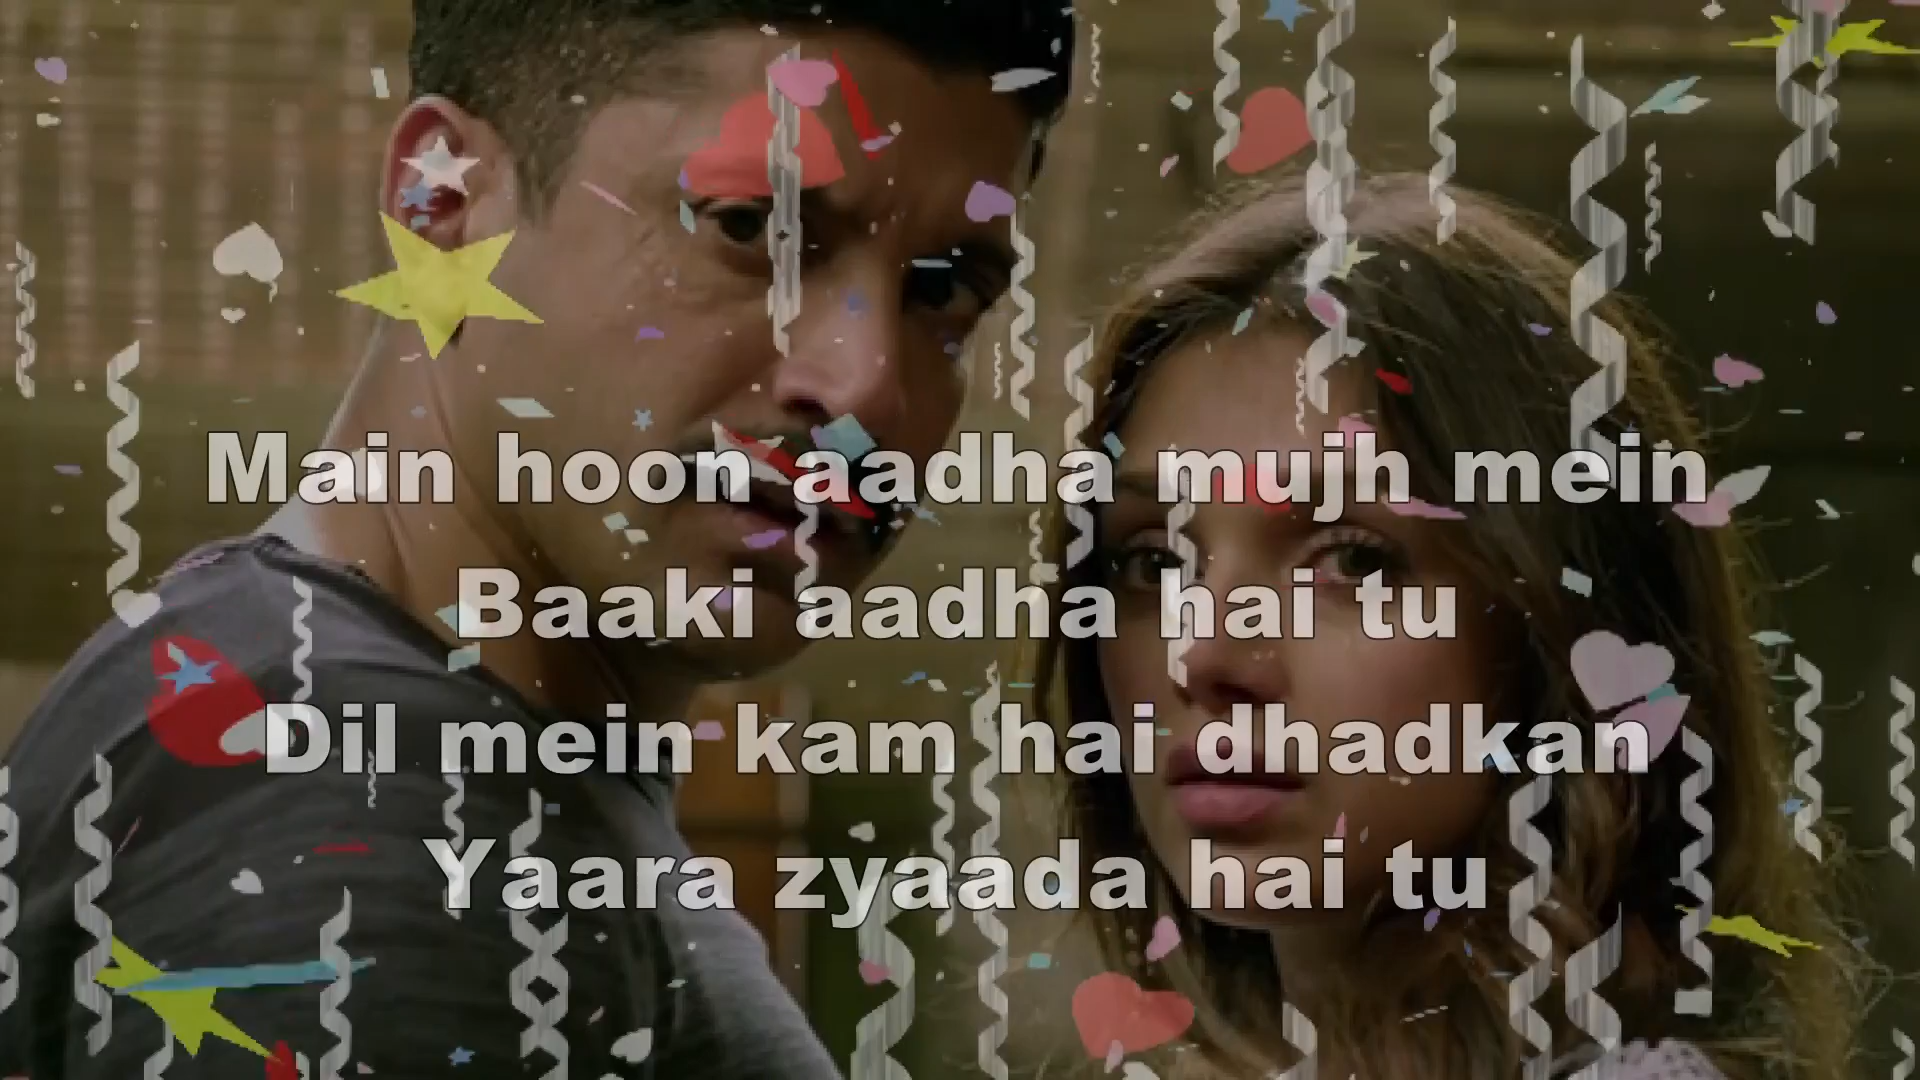 Main hoon aadha mujh mein
Baaki aadha hai tu
Dil mein kam hai dhadkan
Yaara zyaada hai tu